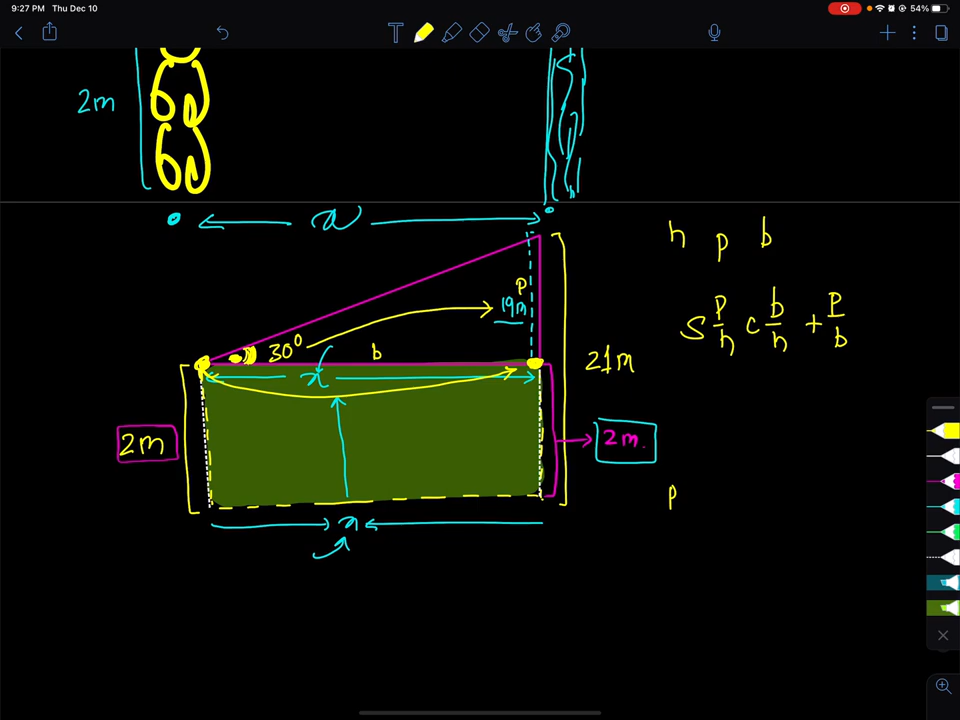 9:27 PM Thu Dec 10
54%
2m
x
h p b
p
19m
S p/h c b/h + p/b
30°
b
21m
x
2m
2m.
p
x